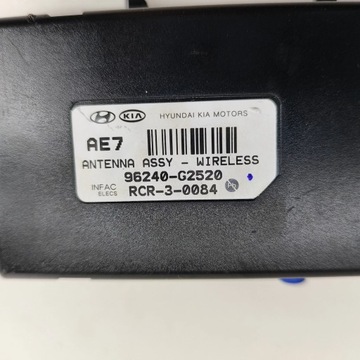 HYUNDAI KIA MOTORS
AE7
ANTENNA ASSY - WIRELESS
96240-G2520
INFAC
ELECS
RCR-3-0084